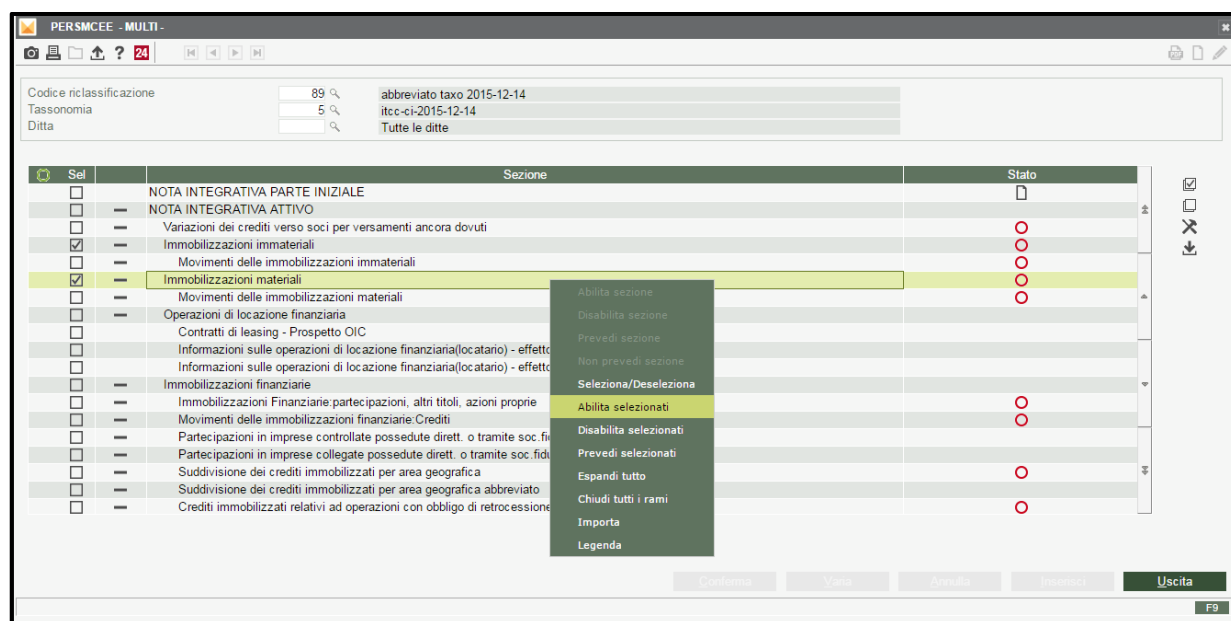 PERSMCEE - MULTI -
? 24
Codice riclassificazione 89 abbreviato taxo 2015-12-14
Tassonomia 5 itcc-ci-2015-12-14
Ditta Tutte le ditte
Sel Sezione Stato
NOTA INTEGRATIVA PARTE INIZIALE
NOTA INTEGRATIVA ATTIVO
Variazioni dei crediti verso soci per versamenti ancora dovuti
Immobilizzazioni immateriali
Movimenti delle immobilizzazioni immateriali
Immobilizzazioni materiali
Movimenti delle immobilizzazioni materiali
Operazioni di locazione finanziaria
Contratti di leasing - Prospetto OIC
Informazioni sulle operazioni di locazione finanziaria(locatario) - effetto
Informazioni sulle operazioni di locazione finanziaria(locatario) - effetto
Immobilizzazioni finanziarie
Immobilizzazioni Finanziarie:partecipazioni, altri titoli, azioni proprie
Movimenti delle immobilizzazioni finanziarie:Crediti
Partecipazioni in imprese controllate possedute dirett. o tramite soc.fi
Partecipazioni in imprese collegate possedute dirett. o tramite soc.fidu
Suddivisione dei crediti immobilizzati per area geografica
Suddivisione dei crediti immobilizzati per area geografica abbreviato
Crediti immobilizzati relativi ad operazioni con obbligo di retrocessione
Abilita sezione
Disabilita sezione
Prevedi sezione
Non prevedi sezione
Seleziona/Deseleziona
Abilita selezionati
Disabilita selezionati
Prevedi selezionati
Espandi tutto
Chiudi tutti i rami
Importa
Legenda
Conferma Varia Annulla Inserisci Uscita
F9